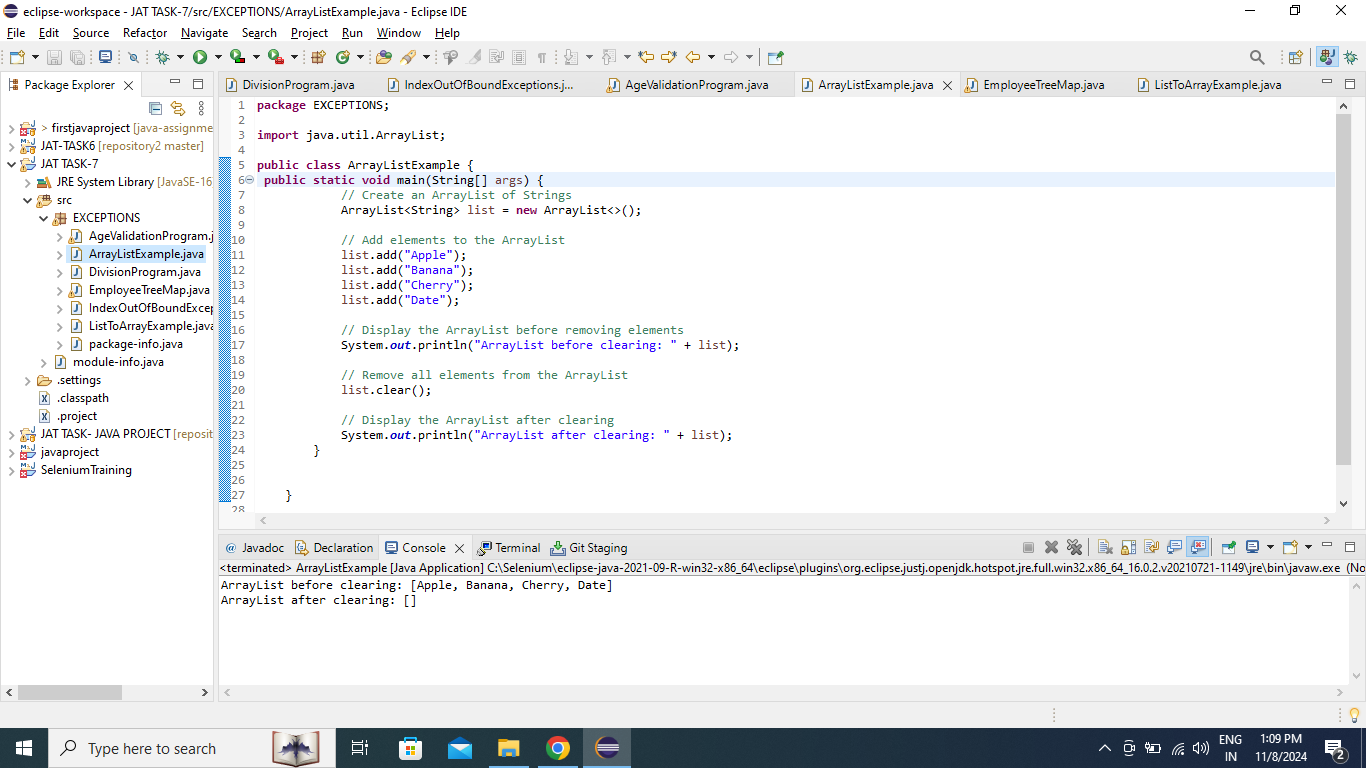 eclipse-workspace - JAT TASK-7/src/EXCEPTIONS/ArrayListExample.java - Eclipse IDE
File Edit Source Refactor Navigate Search Project Run Window Help
Package Explorer
DivisionProgram.java IndexOutOfBoundExceptions.j... AgeValidationProgram.java ArrayListExample.java EmployeeTreeMap.java ListToArrayExample.java
> firstjavaproject [java-assignme
JAT-TASK6 [repository2 master]
JAT TASK-7
JRE System Library [JavaSE-16
src
EXCEPTIONS
AgeValidationProgram.j
ArrayListExample.java
DivisionProgram.java
EmployeeTreeMap.java
IndexOutOfBoundExcep
ListToArrayExample.java
package-info.java
module-info.java
.settings
.classpath
.project
JAT TASK- JAVA PROJECT [reposit
javaproject
SeleniumTraining
1 package EXCEPTIONS;
2
3 import java.util.ArrayList;
4
5 public class ArrayListExample {
6 public static void main(String[] args) {
7 // Create an ArrayList of Strings
8 ArrayList<String> list = new ArrayList<>();
9
10 // Add elements to the ArrayList
11 list.add("Apple");
12 list.add("Banana");
13 list.add("Cherry");
14 list.add("Date");
15
16 // Display the ArrayList before removing elements
17 System.out.println("ArrayList before clearing: " + list);
18
19 // Remove all elements from the ArrayList
20 list.clear();
21
22 // Display the ArrayList after clearing
23 System.out.println("ArrayList after clearing: " + list);
24 }
25
26
27 }
28
Javadoc Declaration Console Terminal Git Staging
<terminated> ArrayListExample [Java Application] C:\Selenium\eclipse-java-2021-09-R-win32-x86_64\eclipse\plugins\org.eclipse.justj.openjdk.hotspot.jre.full.win32.x86_64_16.0.2.v20210721-1149\jre\bin\javaw.exe (No
ArrayList before clearing: [Apple, Banana, Cherry, Date]
ArrayList after clearing: []
Type here to search
ENG
IN
1:09 PM
11/8/2024
2